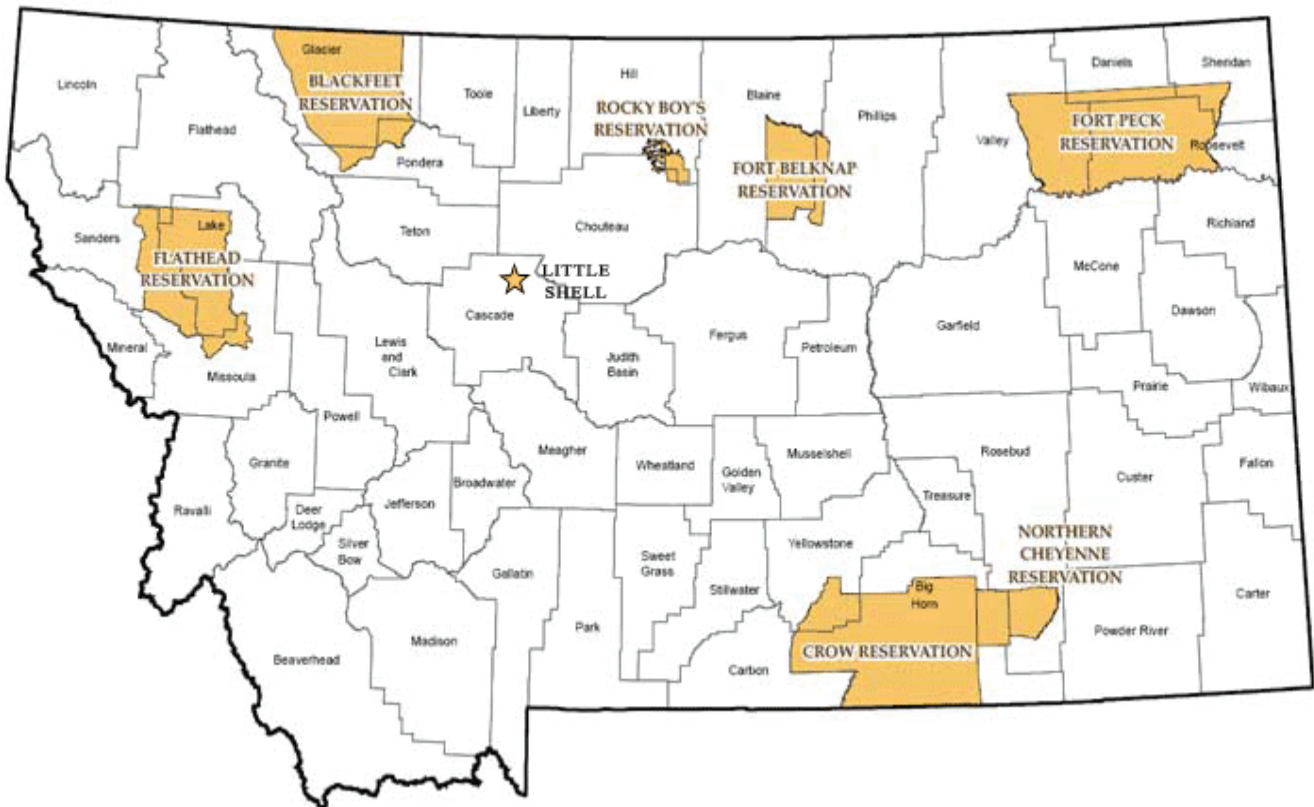 Glacier
BLACKFEET
RESERVATION
Lincoln
Flathead
Toole
Liberty
Hill
ROCKY BOY'S
RESERVATION
Blaine
Phillips
Daniels
Sheridan
Valley
FORT PECK
RESERVATION
Roosevelt
Pondera
FORT BELKNAP
RESERVATION
Sanders
Lake
FLATHEAD
RESERVATION
Teton
Chouteau
Richland
LITTLE
SHELL
Cascade
McCone
Dawson
Garfield
Mineral
Missoula
Lewis
and
Clark
Judith
Basin
Fergus
Petroleum
Prairie
Wibaux
Powell
Granite
Meagher
Wheatland
Golden
Valley
Musselshell
Rosebud
Custer
Fallon
Ravalli
Deer
Lodge
Jefferson
Broadwater
Treasure
Silver
Bow
Gallatin
Sweet
Grass
Stillwater
Yellowstone
NORTHERN
CHEYENNE
RESERVATION
Big
Horn
Carter
Beaverhead
Madison
Park
Carbon
CROW RESERVATION
Powder River